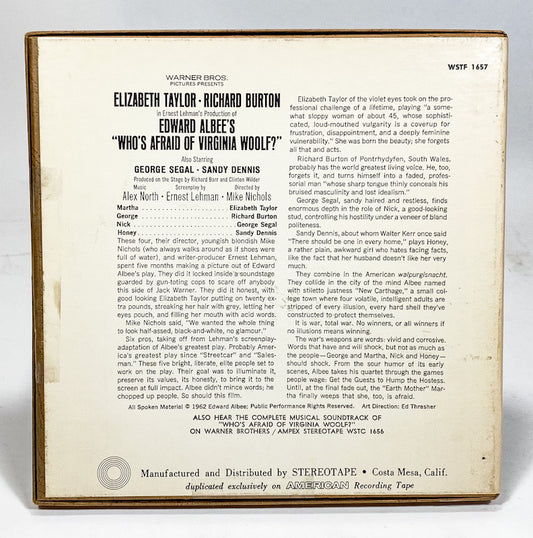 WSTF 1657
WARNER BROS.
PICTURES PRESENTS
ELIZABETH TAYLOR · RICHARD BURTON
in Ernest Lehman's Production of
EDWARD ALBEE'S
"WHO'S AFRAID OF VIRGINIA WOOLF?"
Also Starring
GEORGE SEGAL · SANDY DENNIS
Produced on the Stage by Richard Barr and Clinton Wilder
Music Screenplay by Directed by
Alex North · Ernest Lehman · Mike Nichols
Martha Elizabeth Taylor
George Richard Burton
Nick George Segal
Honey Sandy Dennis
These four, their director, youngish blondish Mike
Nichols (who always walks around as if shoes were
full of water), and writer-producer Ernest Lehman,
spent five months making a picture out of Edward
Albee's play. They did it locked inside a soundstage
guarded by gun-toting cops to scare off anybody
this side of Jack Warner. They did it honest, with
good looking Elizabeth Taylor putting on twenty ex-
tra pounds, streaking her hair with grey, letting her
eyes pouch, and filling her mouth with acid words.
Mike Nichols said, "We wanted the whole thing
to look half-assed, black-and-white, no glamour."
Six pros, taking off from Lehman's screenplay-
adaptation of Albee's greatest play. Probably Amer-
ica's greatest play since "Streetcar" and "Sales-
man." These five bright, literate, elite people set to
work on the play. Their goal was to illuminate it,
preserve its values, its honesty, to bring it to the
screen at full impact. Albee didn't mince words; he
chopped up people. So should this film.
Elizabeth Taylor of the violet eyes took on the pro-
fessional challenge of a lifetime, playing "a some-
what sloppy woman of about 45, whose sophisti-
cated, loud-mouthed vulgarity is a coverup for
frustration, disappointment, and a deeply feminine
vulnerability." She was born the beauty; she forgets
all that and acts.
Richard Burton of Pontrhydyfen, South Wales,
probably has the world greatest living voice. He, too,
forgets it, and turns himself into a faded, profes-
sorial man "whose sharp tongue thinly conceals his
bruised masculinity and lost idealism."
George Segal, sandy haired and restless, finds
enormous depth in the role of Nick, a good-looking
stud, controlling his hostility under a veneer of bland
politeness.
Sandy Dennis, about whom Walter Kerr once said
"There should be one in every home," plays Honey,
a rather plain, awkward girl who hates facing facts,
like the fact that her husband doesn't like her very
much.
They combine in the American walpurgisnacht.
They collide in the city of the mind Albee named
with stiletto justness "New Carthage," a small col-
lege town where four volatile, intelligent adults are
stripped of every illusion, every hard shell they've
constructed to protect themselves.
It is war, total war. No winners, or all winners if
no illusions means winning.
The war's weapons are words: vivid and corrosive.
Words that have and will shock, but not as much as
the people—George and Martha, Nick and Honey—
should shock. From the sour humor of its early
scenes, Albee takes his quartet through the games
people wage: Get the Guests to Hump the Hostess.
Until, at the final fade out, the "Earth Mother" Mar-
tha finally weeps that she, too, is afraid.
All Spoken Material © 1962 Edward Albee; Public Performance Rights Reserved. Art Direction: Ed Thrasher
ALSO HEAR THE COMPLETE MUSICAL SOUNDTRACK OF
"WHO'S AFRAID OF VIRGINIA WOOLF?"
ON WARNER BROTHERS / AMPEX STEREOTAPE WSTC 1656
Manufactured and Distributed by STEREOTAPE • Costa Mesa, Calif.
duplicated exclusively on AMERICAN Recording Tape